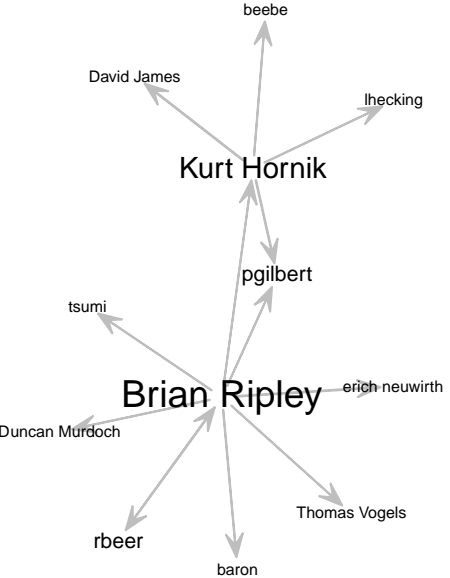 beebe
David James
lhecking
Kurt Hornik
pgilbert
tsumi
erich neuwirth
Brian Ripley
Duncan Murdoch
Thomas Vogels
rbeer
baron